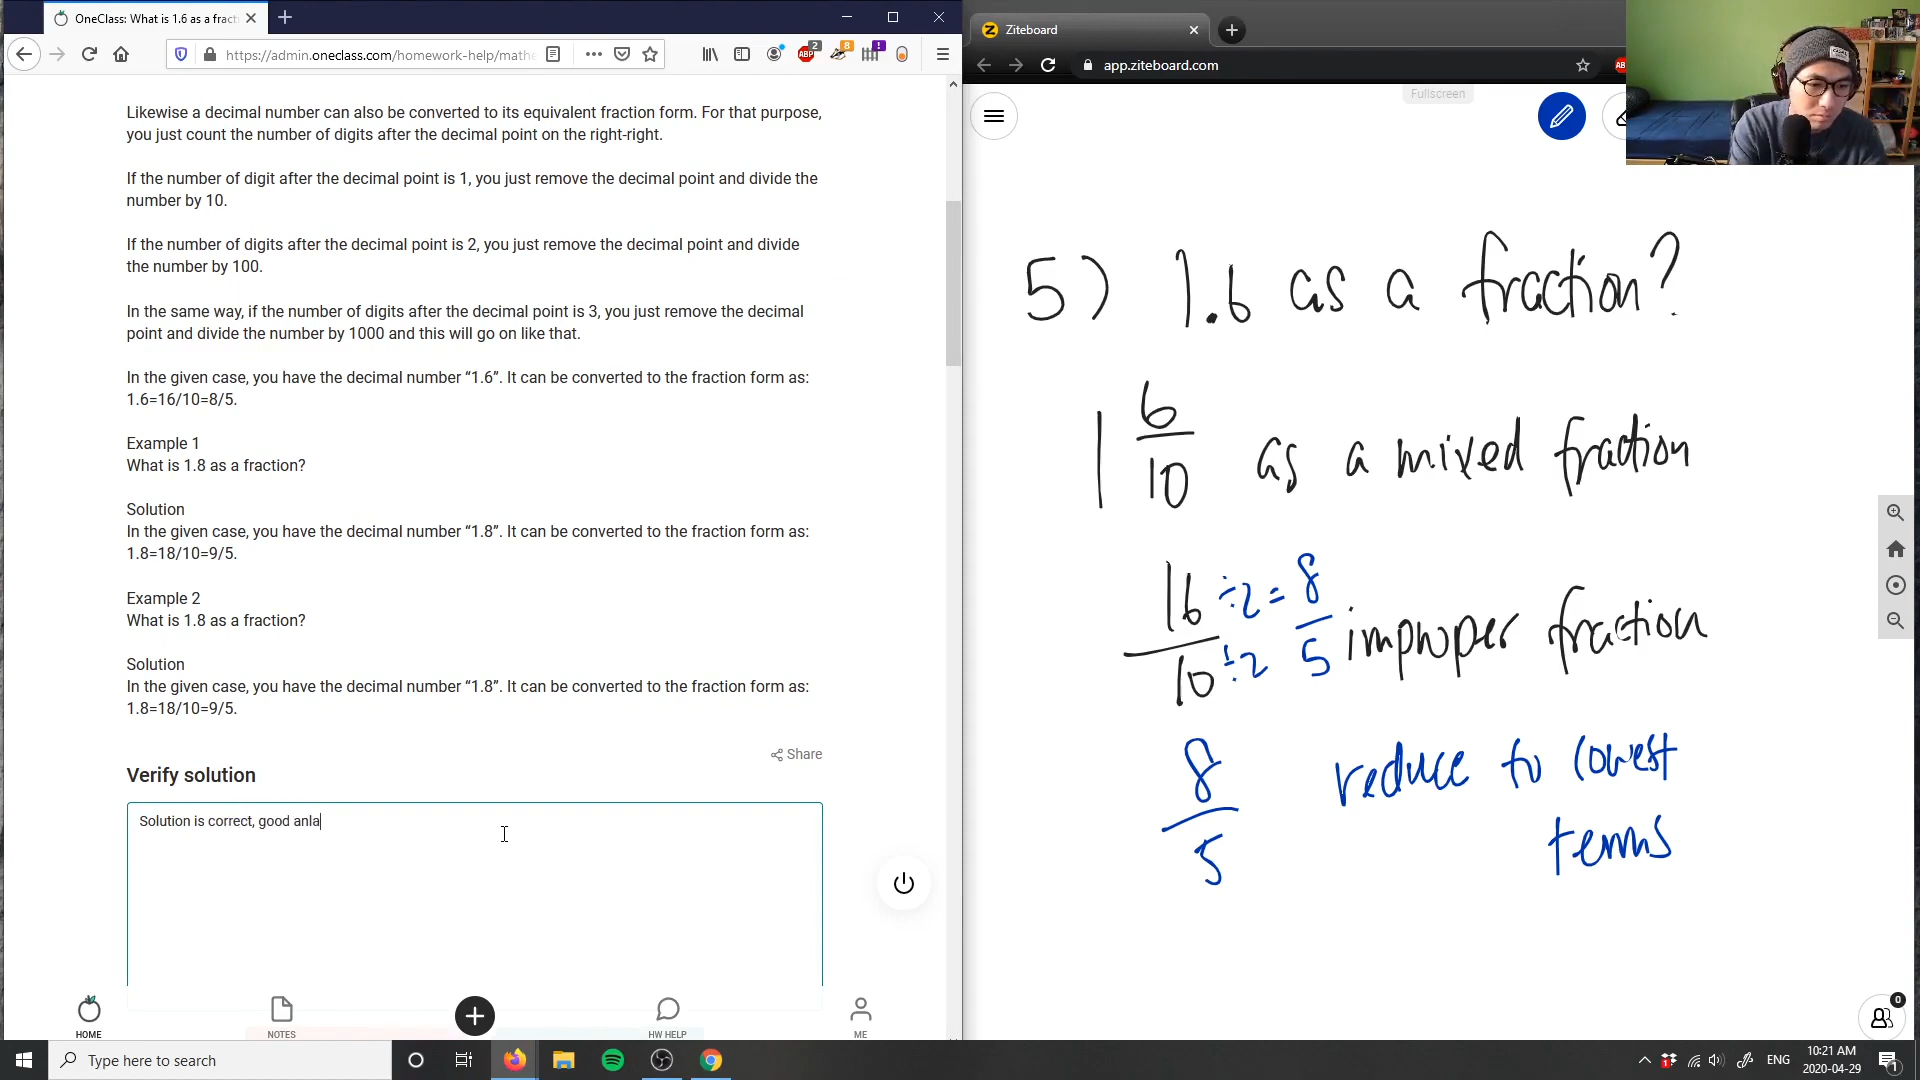 OneClass: What is 1.6 as a fract
https://admin.oneclass.com/homework-help/mathe
ABP
2
8
!
Likewise a decimal number can also be converted to its equivalent fraction form. For that purpose,
you just count the number of digits after the decimal point on the right-right.
If the number of digit after the decimal point is 1, you just remove the decimal point and divide the
number by 10.
If the number of digits after the decimal point is 2, you just remove the decimal point and divide
the number by 100.
In the same way, if the number of digits after the decimal point is 3, you just remove the decimal
point and divide the number by 1000 and this will go on like that.
In the given case, you have the decimal number “1.6”. It can be converted to the fraction form as:
1.6=16/10=8/5.
Example 1
What is 1.8 as a fraction?
Solution
In the given case, you have the decimal number “1.8”. It can be converted to the fraction form as:
1.8=18/10=9/5.
Example 2
What is 1.8 as a fraction?
Solution
In the given case, you have the decimal number “1.8”. It can be converted to the fraction form as:
1.8=18/10=9/5.
Share
Verify solution
Solution is correct, good anla
HOME
NOTES
HW HELP
ME
Ziteboard
app.ziteboard.com
Fullscreen
5) 1.6 as a fraction?
1 6/10 as a mixed fraction
16/10 ÷2/÷2 = 8/5 improper fraction
8/5 reduce to lowest
terms
0
Type here to search
ENG
10:21 AM
2020-04-29
1